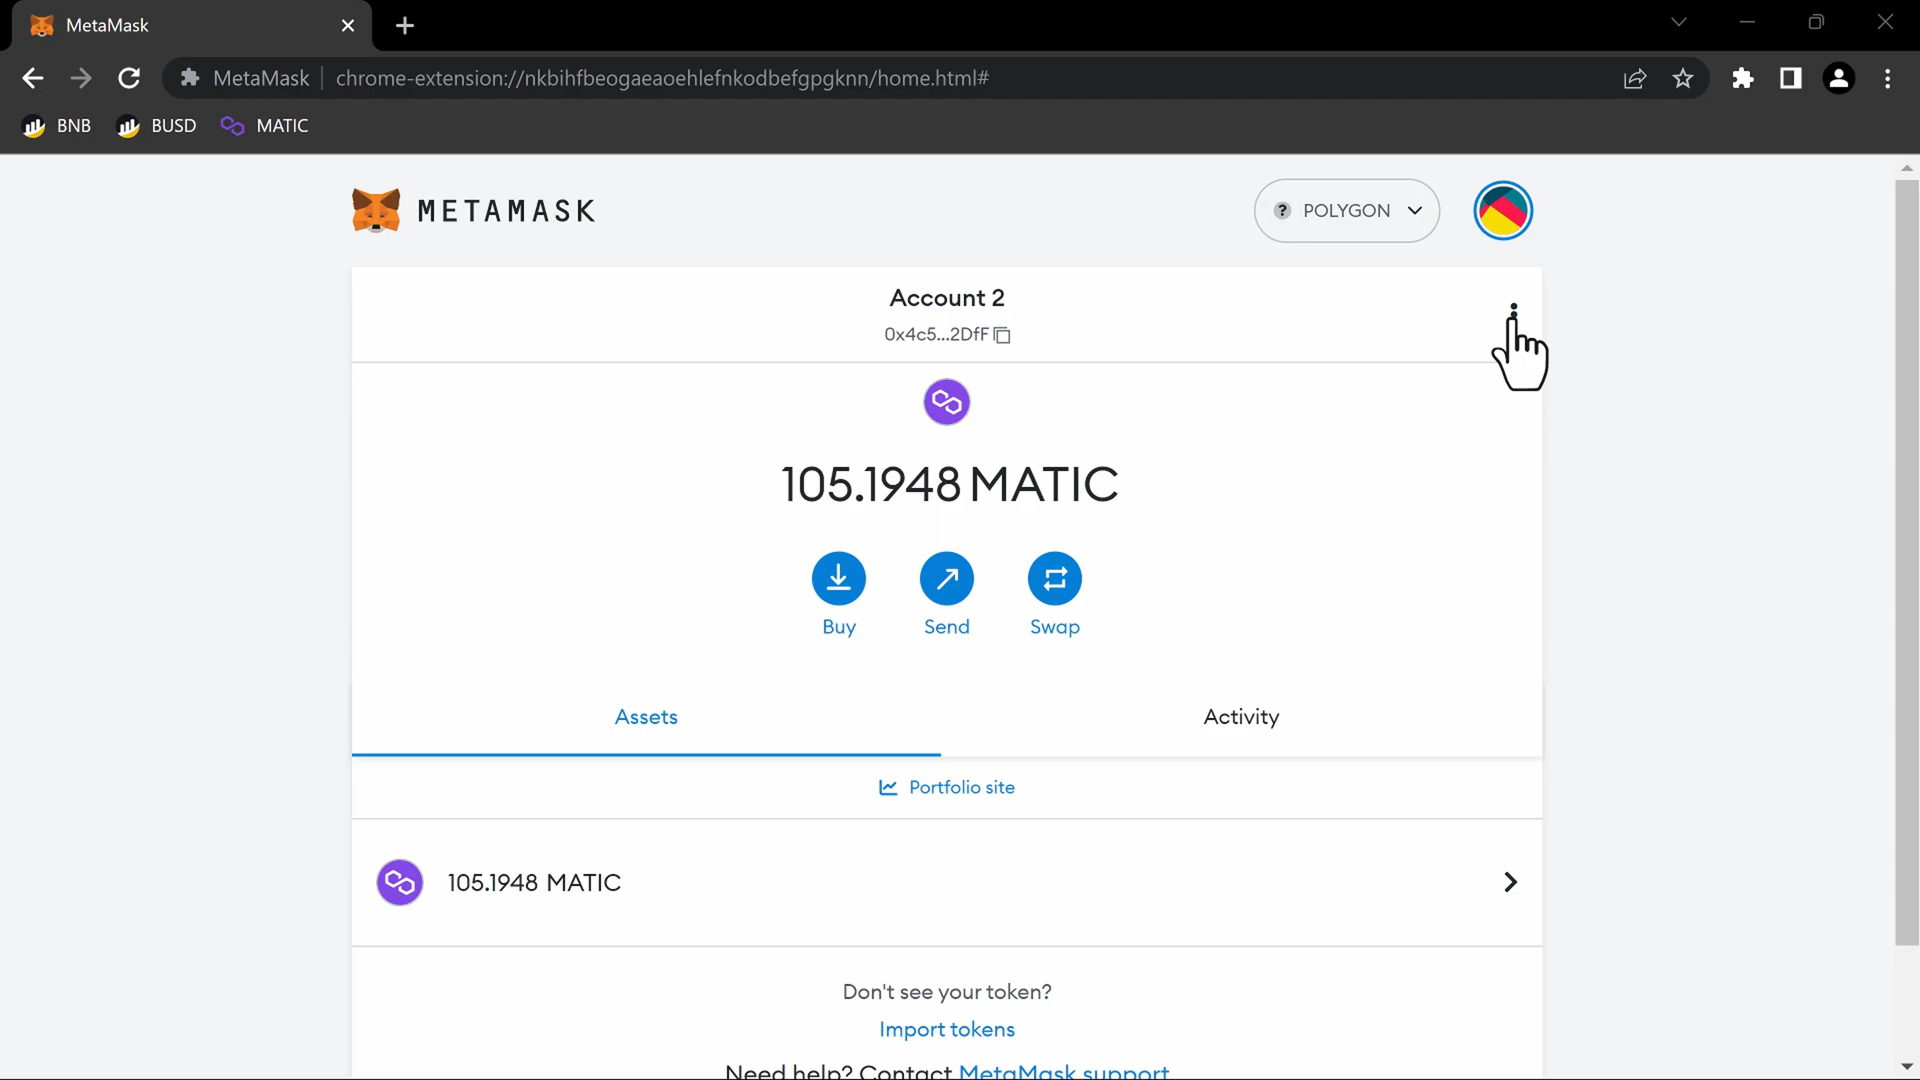 MetaMask
MetaMask | chrome-extension://nkbihfbeogaeaoehlefnkodbefgpgknn/home.html#
BNB BUSD MATIC
METAMASK
? POLYGON
Account 2
0x4c5...2DfF
105.1948 MATIC
Buy Send Swap
Assets Activity
Portfolio site
105.1948 MATIC
Don't see your token?
Import tokens
Need help? Contact MetaMask support